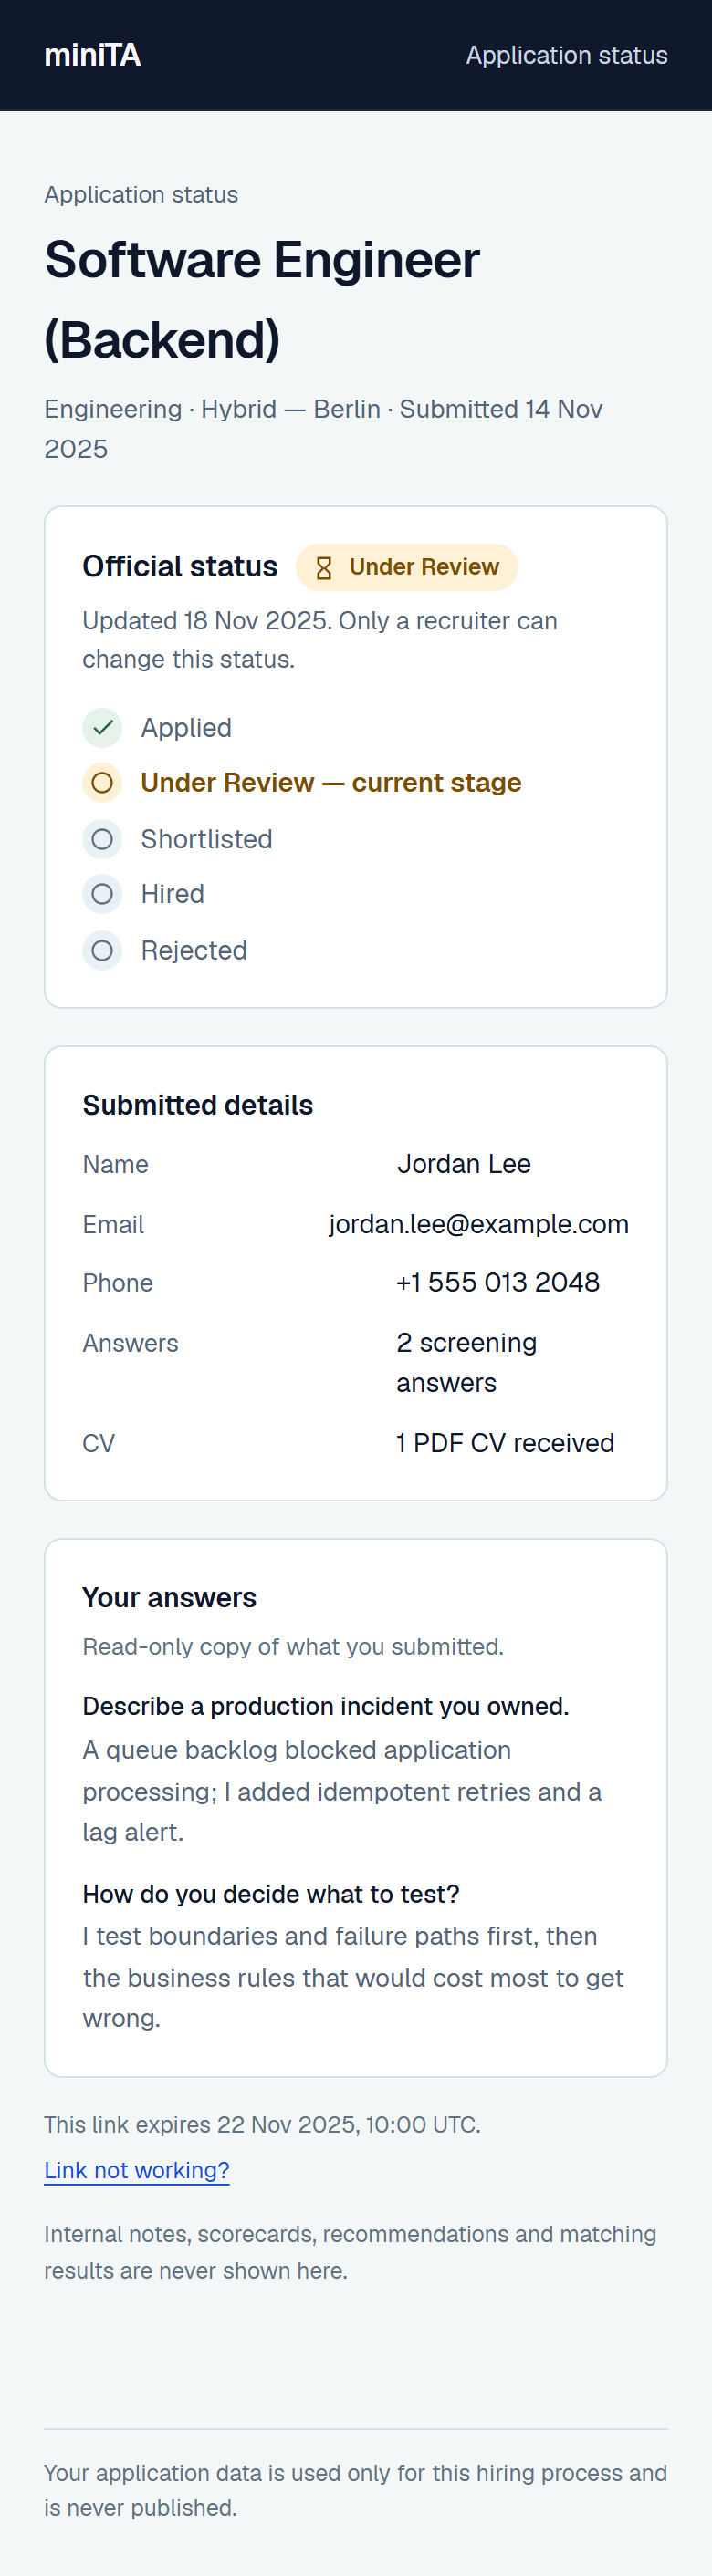 miniTA
Application status
Application status
Software Engineer
(Backend)
Engineering · Hybrid — Berlin · Submitted 14 Nov
2025
Official status
Under Review
Updated 18 Nov 2025. Only a recruiter can
change this status.
Applied
Under Review — current stage
Shortlisted
Hired
Rejected
Submitted details
Name
Jordan Lee
Email
jordan.lee@example.com
Phone
+1 555 013 2048
Answers
2 screening
answers
CV
1 PDF CV received
Your answers
Read-only copy of what you submitted.
Describe a production incident you owned.
A queue backlog blocked application
processing; I added idempotent retries and a
lag alert.
How do you decide what to test?
I test boundaries and failure paths first, then
the business rules that would cost most to get
wrong.
This link expires 22 Nov 2025, 10:00 UTC.
Link not working?
Internal notes, scorecards, recommendations and matching
results are never shown here.
Your application data is used only for this hiring process and
is never published.